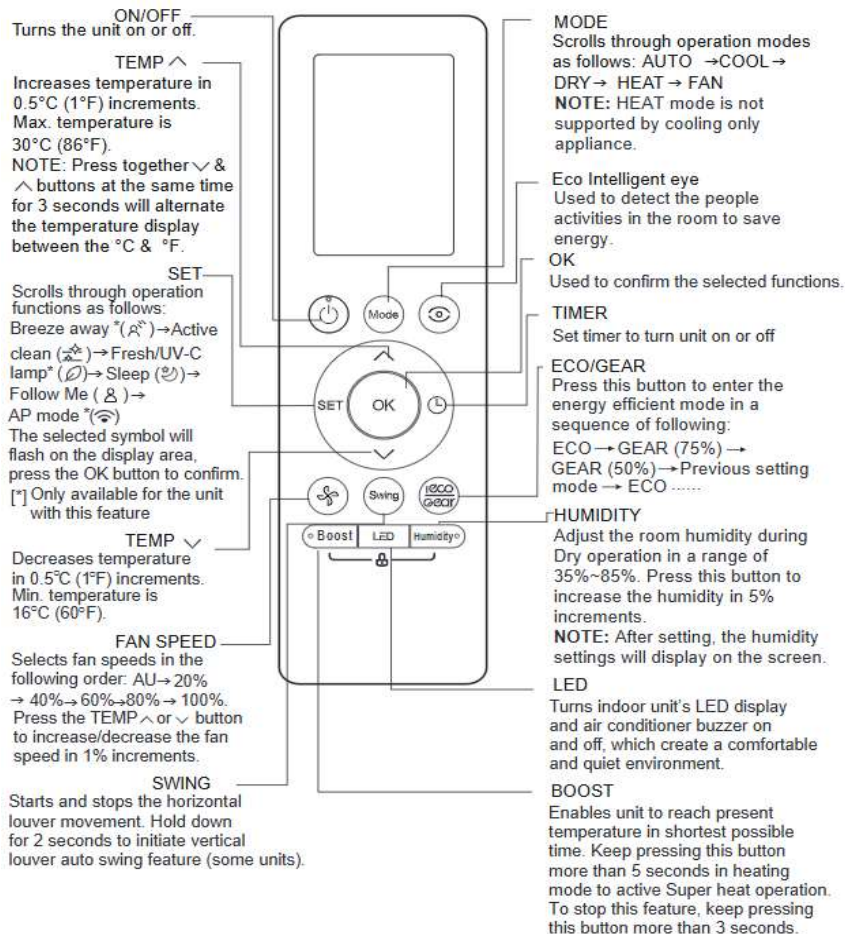 ON/OFF
Turns the unit on or off.
TEMP ︿
Increases temperature in
0.5°C (1°F) increments.
Max. temperature is
30°C (86°F).
NOTE: Press together ﹀ &
︿ buttons at the same time
for 3 seconds will alternate
the temperature display
between the °C & °F.
SET
Scrolls through operation
functions as follows:
Breeze away *( )→Active
clean ( )→Fresh/UV-C
lamp* ( )→ Sleep ( )→
Follow Me ( )→
AP mode *( )
The selected symbol will
flash on the display area,
press the OK button to confirm.
[*] Only available for the unit
with this feature
TEMP ﹀
Decreases temperature
in 0.5°C (1°F) increments.
Min. temperature is
16°C (60°F).
FAN SPEED
Selects fan speeds in the
following order: AU→ 20%
→ 40%→60%→80%→ 100%.
Press the TEMP ︿ or ﹀ button
to increase/decrease the fan
speed in 1% increments.
SWING
Starts and stops the horizontal
louver movement. Hold down
for 2 seconds to initiate vertical
louver auto swing feature (some units).
Mode
SET
OK
Swing
ECO
GEAR
Boost
LED
Humidity
MODE
Scrolls through operation modes
as follows: AUTO →COOL→
DRY→ HEAT→ FAN
NOTE: HEAT mode is not
supported by cooling only
appliance.
Eco Intelligent eye
Used to detect the people
activities in the room to save
energy.
OK
Used to confirm the selected functions.
TIMER
Set timer to turn unit on or off
ECO/GEAR
Press this button to enter the
energy efficient mode in a
sequence of following:
ECO→GEAR (75%) →
GEAR (50%)→Previous setting
mode → ECO ······
HUMIDITY
Adjust the room humidity during
Dry operation in a range of
35%~85%. Press this button to
increase the humidity in 5%
increments.
NOTE: After setting, the humidity
settings will display on the screen.
LED
Turns indoor unit's LED display
and air conditioner buzzer on
and off, which create a comfortable
and quiet environment.
BOOST
Enables unit to reach present
temperature in shortest possible
time. Keep pressing this button
more than 5 seconds in heating
mode to active Super heat operation.
To stop this feature, keep pressing
this button more than 3 seconds.